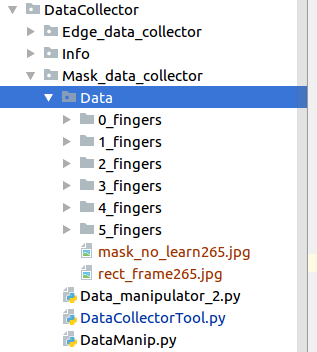 DataCollector
Edge_data_collector
Info
Mask_data_collector
Data
0_fingers
1_fingers
2_fingers
3_fingers
4_fingers
5_fingers
mask_no_learn265.jpg
rect_frame265.jpg
Data_manipulator_2.py
DataCollectorTool.py
DataManip.py